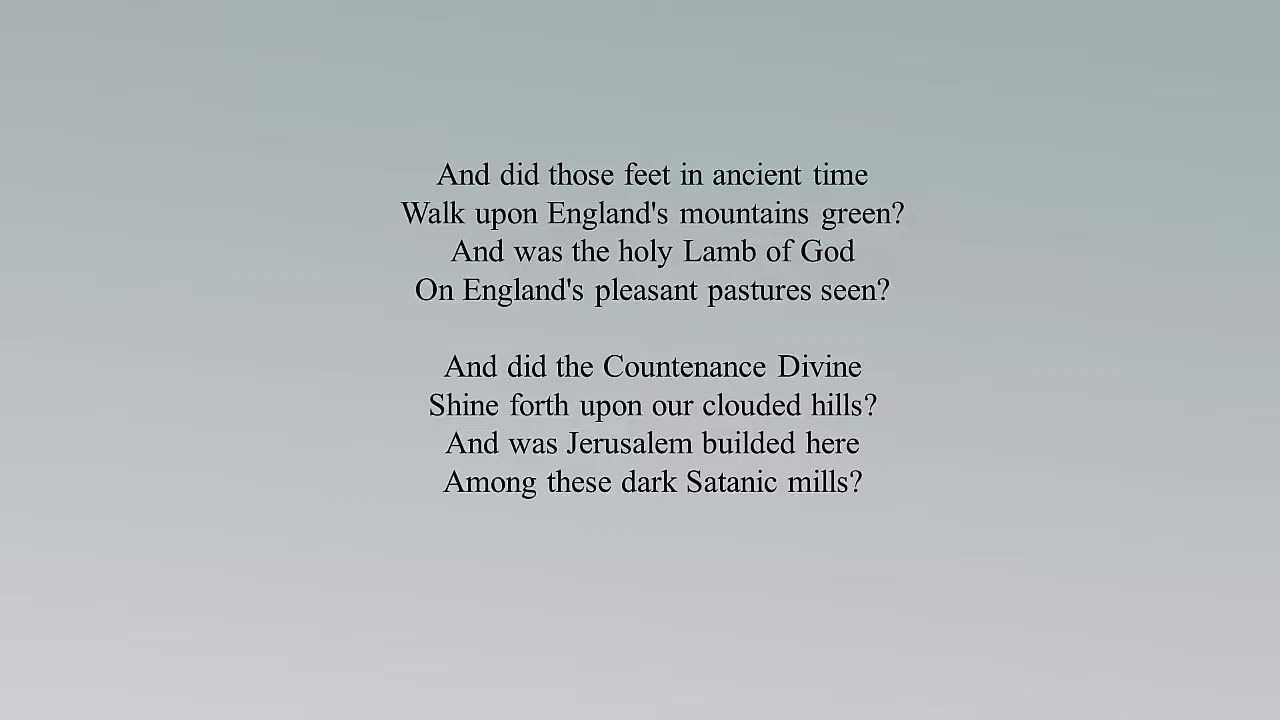 And did those feet in ancient time
Walk upon England's mountains green?
And was the holy Lamb of God
On England's pleasant pastures seen?
And did the Countenance Divine
Shine forth upon our clouded hills?
And was Jerusalem builded here
Among these dark Satanic mills?